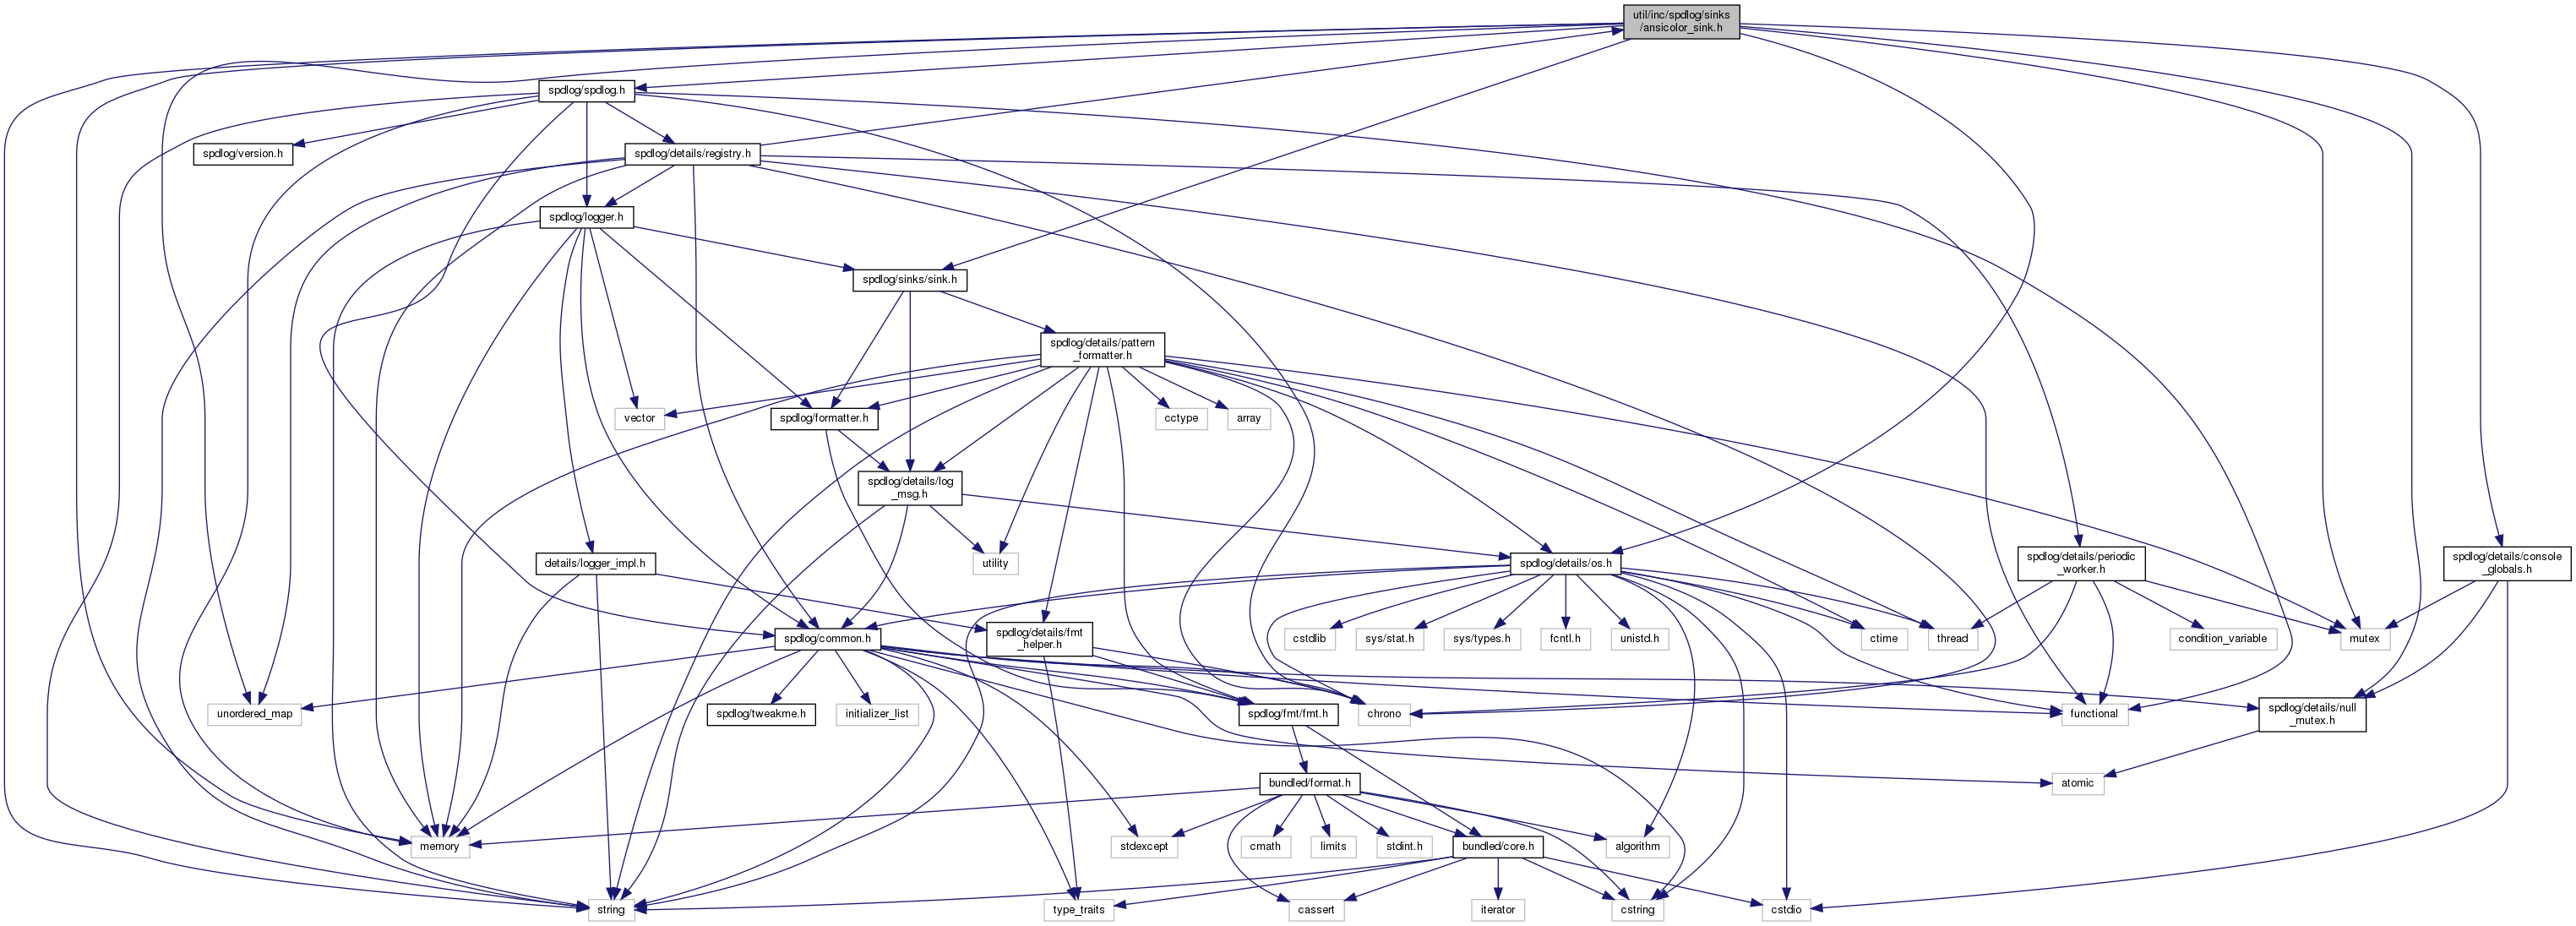 util/inc/spdlog/sinks
/ansicolor_sink.h
spdlog/spdlog.h
spdlog/version.h
spdlog/details/registry.h
spdlog/logger.h
spdlog/sinks/sink.h
spdlog/details/pattern
_formatter.h
vector
spdlog/formatter.h
cctype
array
spdlog/details/log
_msg.h
details/logger_impl.h
utility
spdlog/details/os.h
spdlog/details/periodic
_worker.h
spdlog/details/console
_globals.h
spdlog/common.h
spdlog/details/fmt
_helper.h
cstdlib
sys/stat.h
sys/types.h
fcntl.h
unistd.h
ctime
thread
condition_variable
mutex
unordered_map
spdlog/tweakme.h
initializer_list
spdlog/fmt/fmt.h
chrono
functional
spdlog/details/null
_mutex.h
bundled/format.h
atomic
memory
stdexcept
cmath
limits
stdint.h
bundled/core.h
algorithm
string
type_traits
cassert
iterator
cstring
cstdio